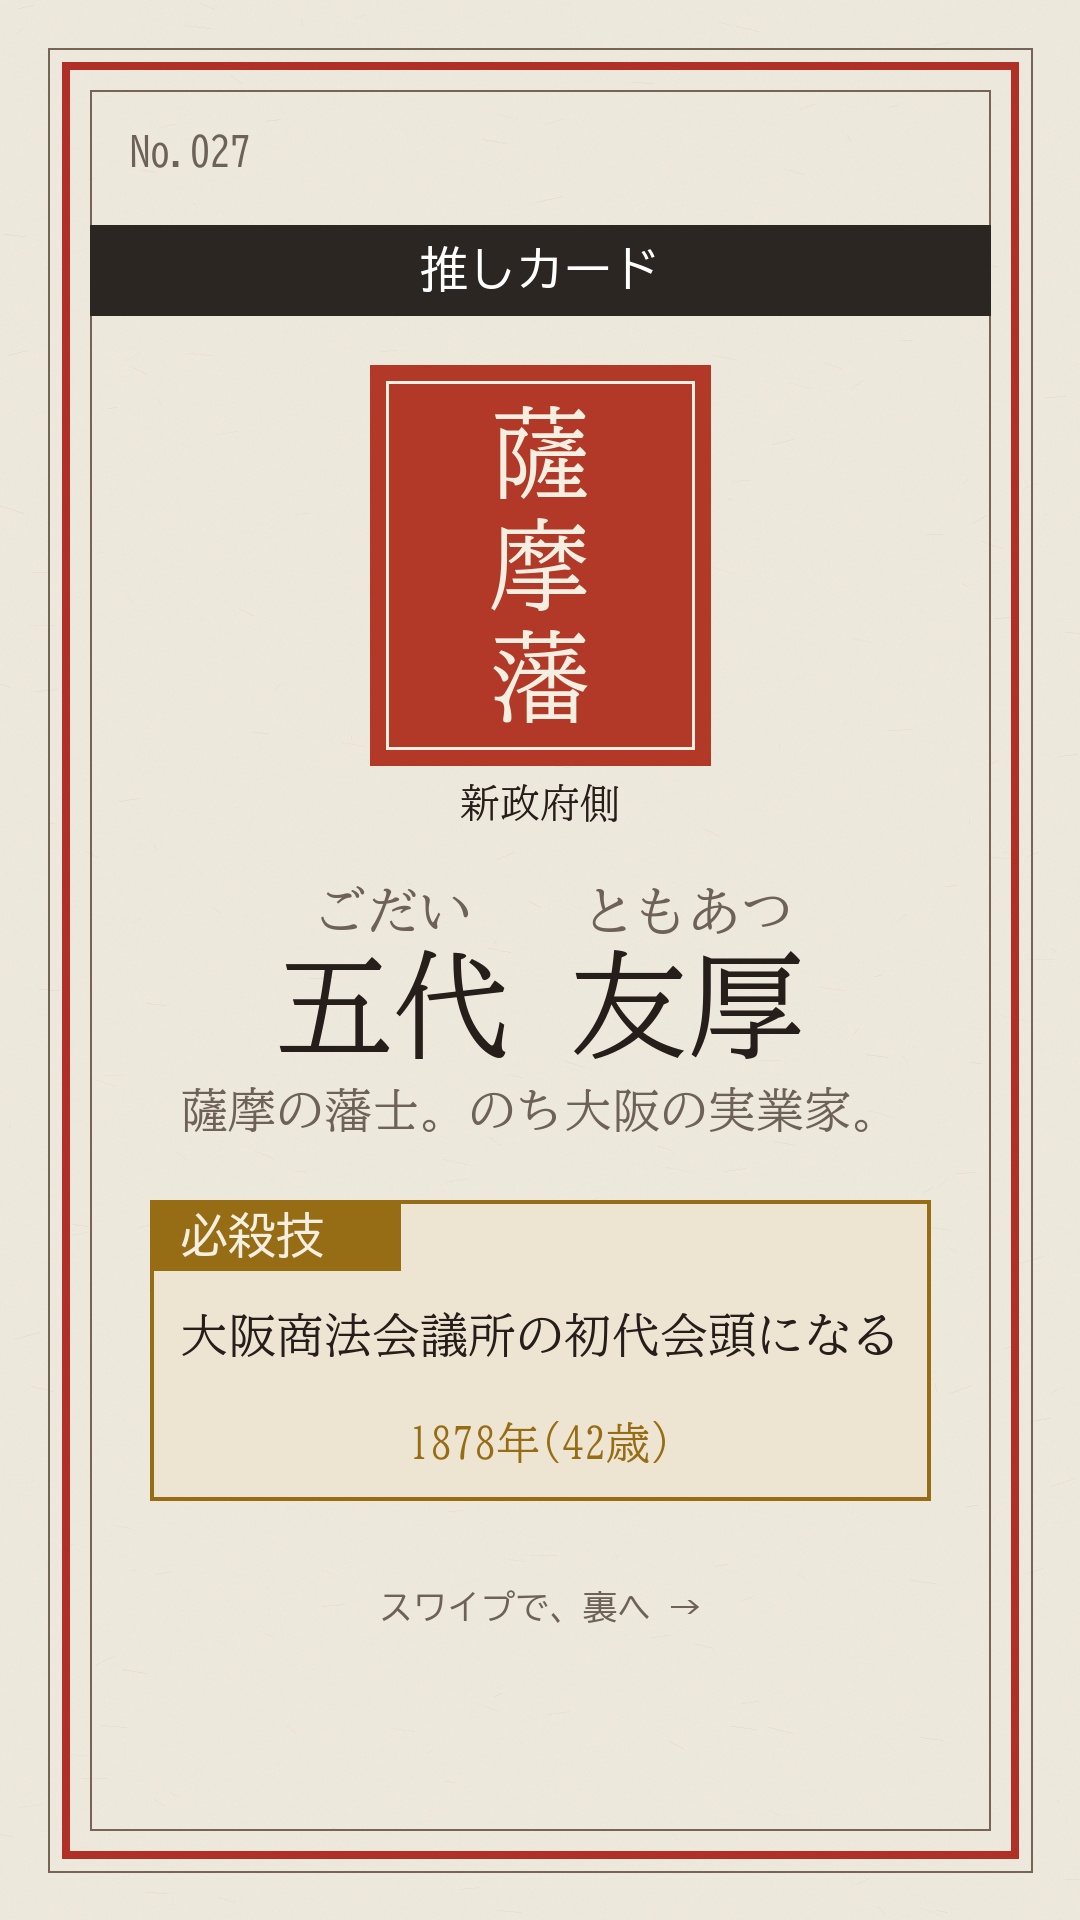 No.027
推しカード
薩摩藩
新政府側
ごだい ともあつ
五代 友厚
薩摩の藩士。のち大阪の実業家。
必殺技
大阪商法会議所の初代会頭になる
1878年(42歳)
スワイプで、裏へ →